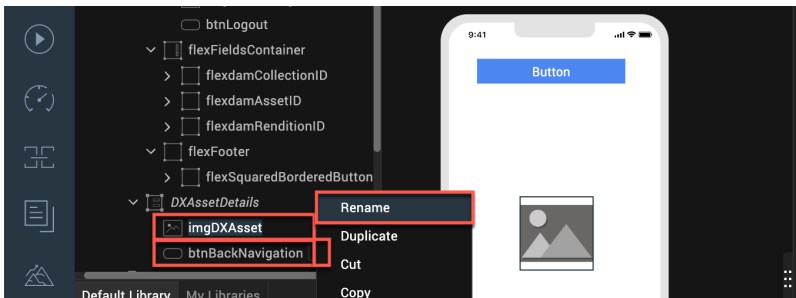 btnLogout
flexFieldsContainer
flexdamCollectionID
flexdamAssetID
flexdamRenditionID
flexFooter
flexSquaredBorderedButton
DXAssetDetails
imgDXAsset
btnBackNavigation
Default Library My Libraries
Rename
Duplicate
Cut
Copy
9:41
Button